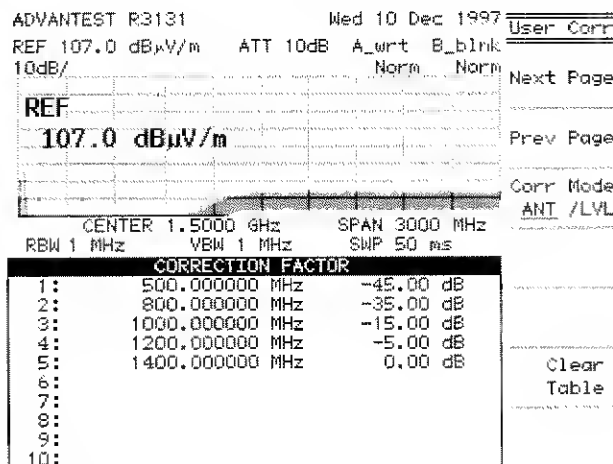 ADVANTEST R3131 Wed 10 Dec 1997
REF 107.0 dBμV/m ATT 10dB A_wrt B_blnk
10dB/ Norm Norm
REF
107.0 dBμV/m
CENTER 1.5000 GHz SPAN 3000 MHz
RBW 1 MHz VBW 1 MHz SWP 50 ms
CORRECTION FACTOR
1: 500.000000 MHz -45.00 dB
2: 800.000000 MHz -35.00 dB
3: 1000.000000 MHz -15.00 dB
4: 1200.000000 MHz -5.00 dB
5: 1400.000000 MHz 0.00 dB
6:
7:
8:
9:
10:
User Corr
Next Page
Prev Page
Corr Mode
ANT /LVL
Clear
Table